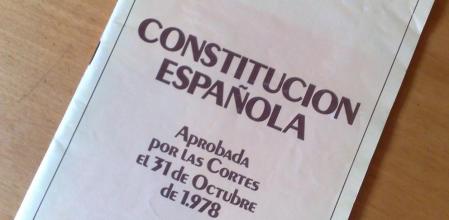 CONSTITUCION
ESPAÑOLA
Aprobada
por las Cortes
el 31 de Octubre
de 1.978